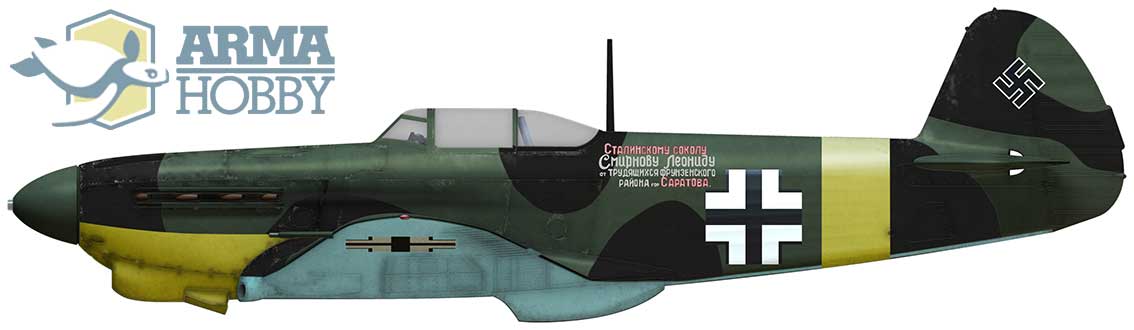 ARMA
HOBBY
Сталинскому соколу
Смирнову Леониду
от трудящихся Фрунзенского
района гор Саратова.